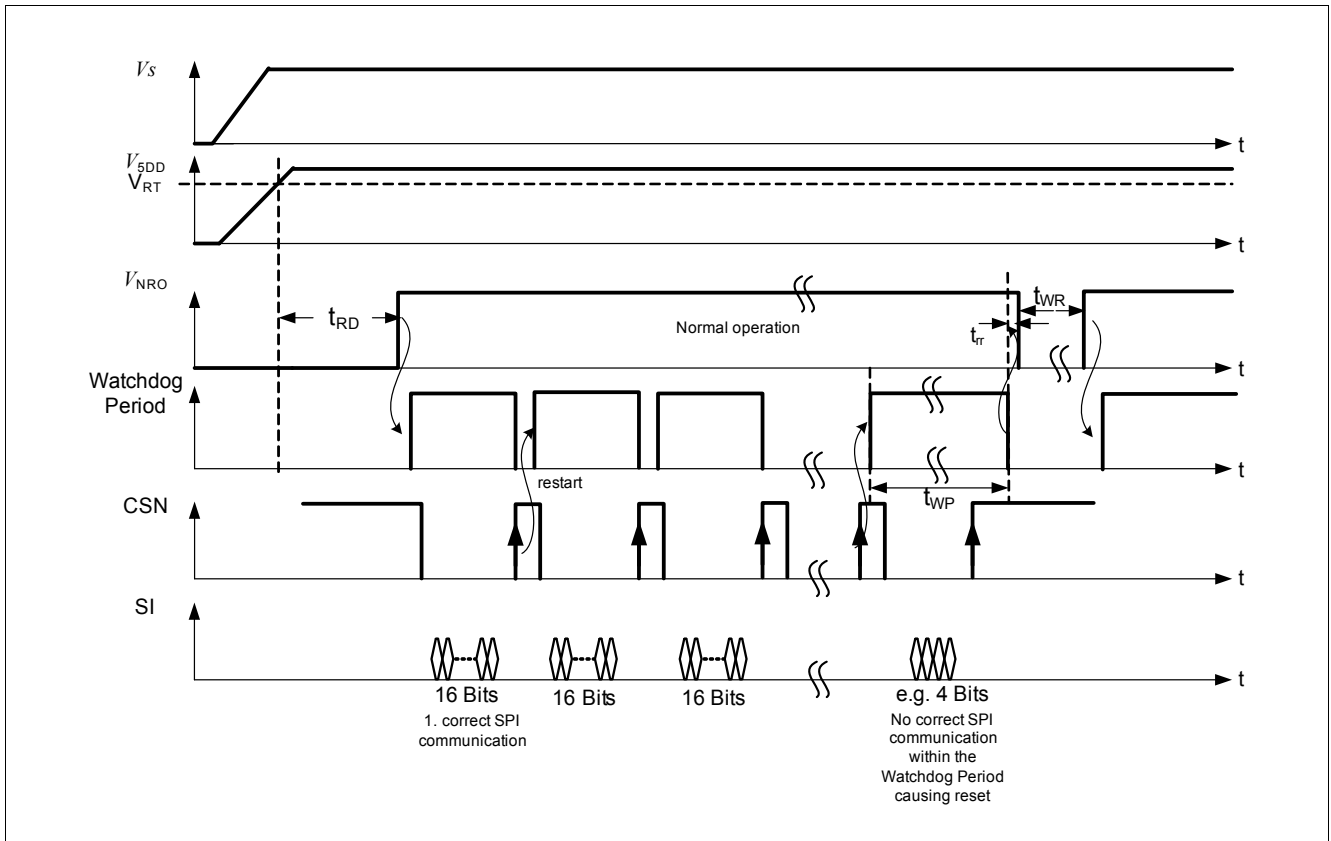 VS
t
V5DD
VRT
t
VNRO
tRD
Normal operation
trr
tWR
t
Watchdog
Period
restart
tWP
t
CSN
t
SI
t
16 Bits
16 Bits
16 Bits
e.g. 4 Bits
1. correct SPI
communication
No correct SPI
communication
within the
Watchdog Period
causing reset